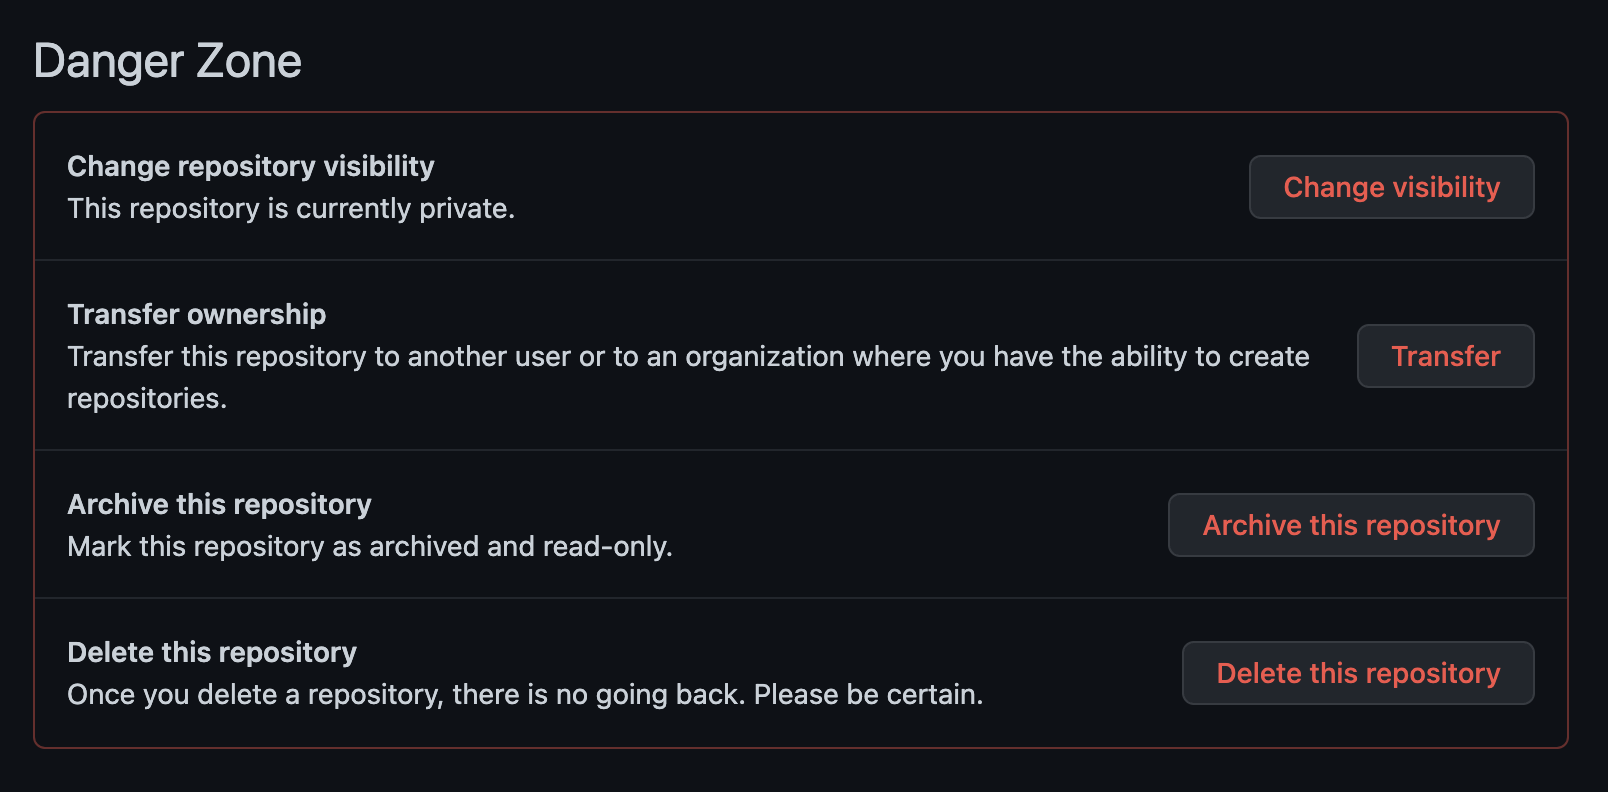 Danger Zone
Change repository visibility
This repository is currently private.
Change visibility
Transfer ownership
Transfer this repository to another user or to an organization where you have the ability to create
repositories.
Transfer
Archive this repository
Mark this repository as archived and read-only.
Archive this repository
Delete this repository
Once you delete a repository, there is no going back. Please be certain.
Delete this repository